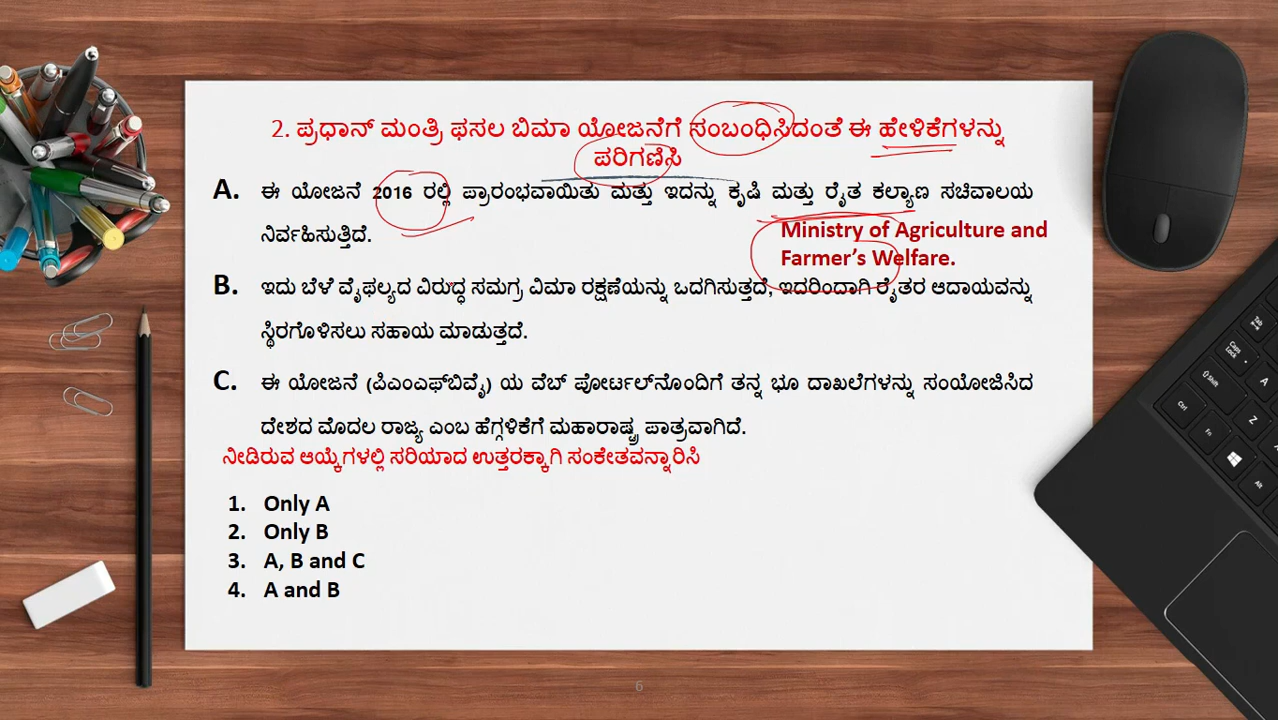 2. ಪ್ರಧಾನ್ ಮಂತ್ರಿ ಫಸಲ ಬಿಮಾ ಯೋಜನೆಗೆ ಸಂಬಂಧಿಸಿದಂತೆ ಈ ಹೇಳಿಕೆಗಳನ್ನು
ಪರಿಗಣಿಸಿ
A. ಈ ಯೋಜನೆ 2016 ರಲ್ಲಿ ಪ್ರಾರಂಭವಾಯಿತು ಮತ್ತು ಇದನ್ನು ಕೃಷಿ ಮತ್ತು ರೈತ ಕಲ್ಯಾಣ ಸಚಿವಾಲಯ
ನಿರ್ವಹಿಸುತ್ತಿದೆ.
Ministry of Agriculture and
Farmer’s Welfare.
B. ಇದು ಬೆಳೆ ವೈಫಲ್ಯದ ವಿರುದ್ಧ ಸಮಗ್ರ ವಿಮಾ ರಕ್ಷಣೆಯನ್ನು ಒದಗಿಸುತ್ತದೆ, ಇದರಿಂದಾಗಿ ರೈತರ ಆದಾಯವನ್ನು
ಸ್ಥಿರಗೊಳಿಸಲು ಸಹಾಯ ಮಾಡುತ್ತದೆ.
C. ಈ ಯೋಜನೆ (ಪಿಎಂಎಫ್‌ಬಿವೈ) ಯ ವೆಬ್ ಪೋರ್ಟಲ್‌ನೊಂದಿಗೆ ತನ್ನ ಭೂ ದಾಖಲೆಗಳನ್ನು ಸಂಯೋಜಿಸಿದ
ದೇಶದ ಮೊದಲ ರಾಜ್ಯ ಎಂಬ ಹೆಗ್ಗಳಿಕೆಗೆ ಮಹಾರಾಷ್ಟ್ರ ಪಾತ್ರವಾಗಿದೆ.
ನೀಡಿರುವ ಆಯ್ಕೆಗಳಲ್ಲಿ ಸರಿಯಾದ ಉತ್ತರಕ್ಕಾಗಿ ಸಂಕೇತವನ್ನಾರಿಸಿ
1. Only A
2. Only B
3. A, B and C
4. A and B
6